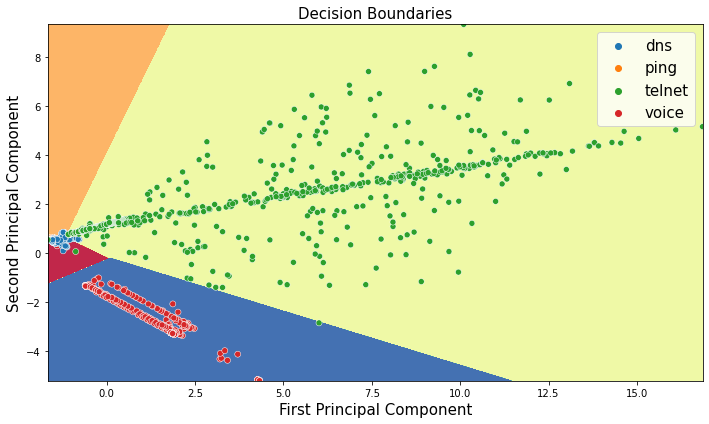 Decision Boundaries
dns
ping
telnet
voice
8
6
4
2
0
−2
−4
Second Principal Component
0.0 2.5 5.0 7.5 10.0 12.5 15.0
First Principal Component